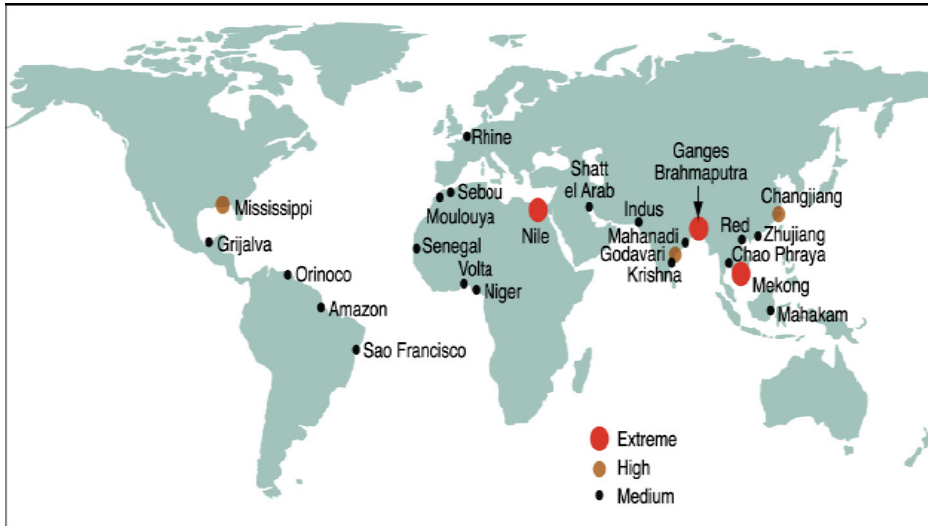 Rhine
Ganges
Brahmaputra
Shatt
el Arab
Changjiang
Sebou
Moulouya
Mississippi
Nile
Indus
Mahanadi
Red
Zhujiang
Grijalva
Senegal
Godavari
Krishna
Chao Phraya
Orinoco
Volta
Niger
Mekong
Amazon
Mahakam
Sao Francisco
Extreme
High
Medium